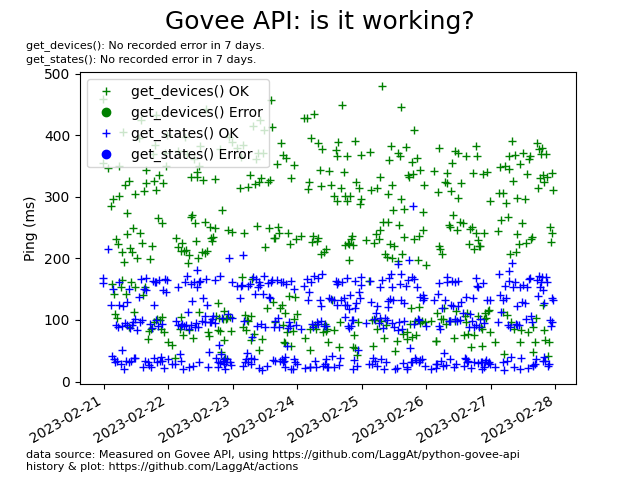 Govee API: is it working?
get_devices(): No recorded error in 7 days.
get_states(): No recorded error in 7 days.
500
400
300
200
100
0
Ping (ms)
get_devices() OK
get_devices() Error
get_states() OK
get_states() Error
2023-02-21
2023-02-22
2023-02-23
2023-02-24
2023-02-25
2023-02-26
2023-02-27
2023-02-28
data source: Measured on Govee API, using https://github.com/LaggAt/python-govee-api
history & plot: https://github.com/LaggAt/actions